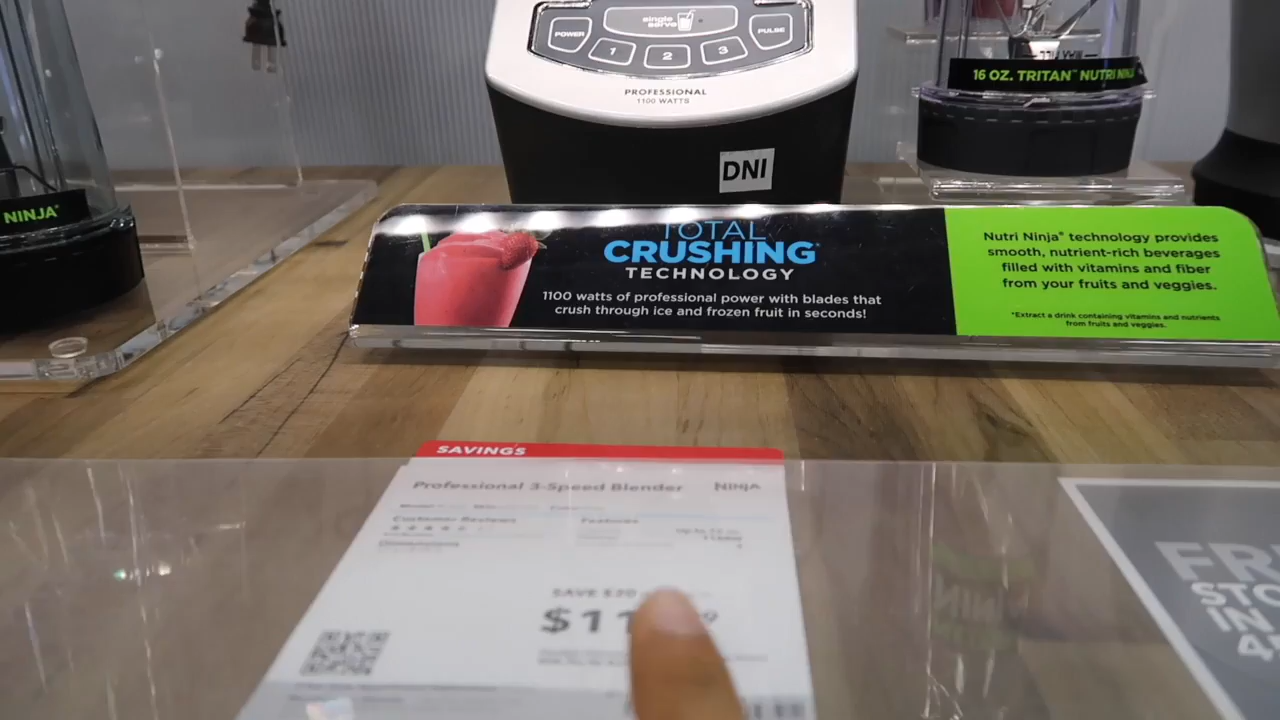 single
serve
POWER
PULSE
1
2
3
PROFESSIONAL
1100 WATTS
DNI
16 OZ. TRITAN™ NUTRI NINJA
NINJA®
TOTAL
CRUSHING®
TECHNOLOGY
1100 watts of professional power with blades that
crush through ice and frozen fruit in seconds!
Nutri Ninja® technology provides
smooth, nutrient-rich beverages
filled with vitamins and fiber
from your fruits and veggies.
*Extract a drink containing vitamins and nutrients
from fruits and veggies.
SAVINGS
Professional 3-Speed Blender
NINJA
Customer Reviews
Features
Dimensions
SAVE $20
$11
IN